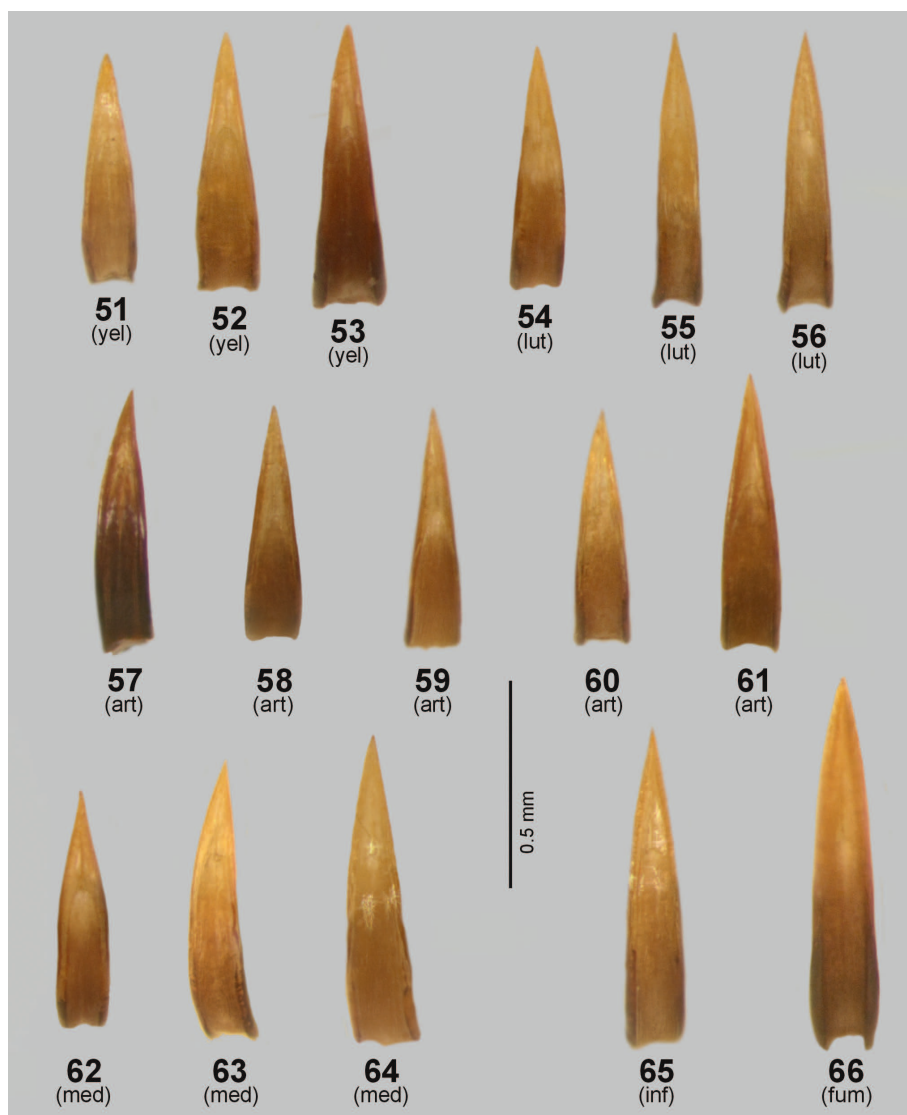 51
(yel)
52
(yel)
53
(yel)
54
(lut)
55
(lut)
56
(lut)
57
(art)
58
(art)
59
(art)
60
(art)
61
(art)
0.5 mm
62
(med)
63
(med)
64
(med)
65
(inf)
66
(fum)